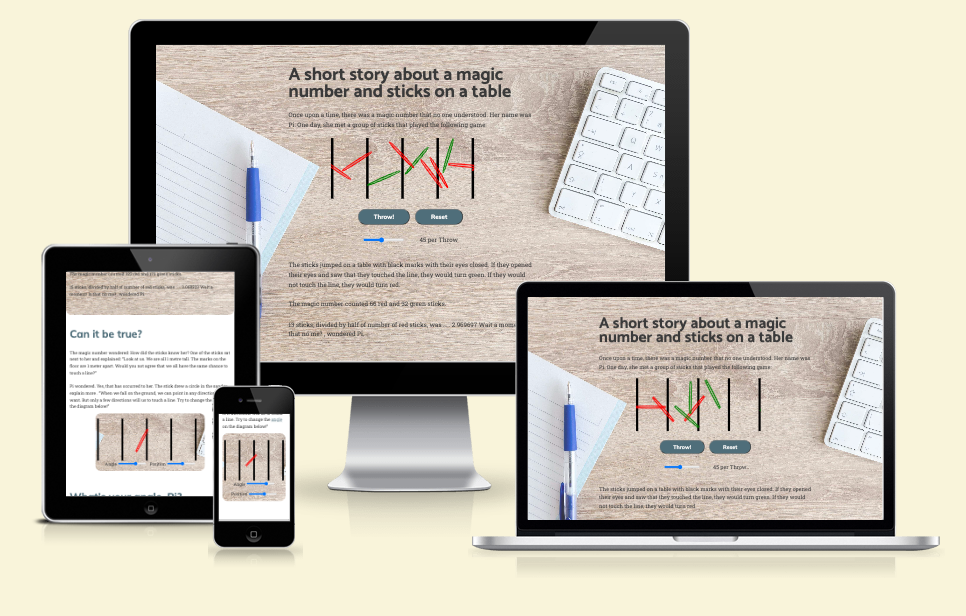 A short story about a magic
number and sticks on a table
Once upon a time, there was a magic number that no one understood. Her name was
Pi. One day, she met a group of sticks that played the following game
Throw!
Reset
45 per Throw.
The sticks jumped on a table with black marks with their eyes closed. If they opened
their eyes and saw that they touched the line, they would turn green. If they would
not touch the line, they would turn red.
The magic number counted 66 red and 32 green sticks.
sticks, divided by half of number of red sticks, was ... 2.969697 Wait a mom
that no me? , wondered Pi.
Can it be true?
The magic number wondered: How did the sticks know her? One of the sticks sat
next to her and explained: "Look at us. We are all 1 metre tall. The marks on the
floor are 1 meter apart. Would you not agree that we all have the same chance to
touch a line?"
Pi wondered. Yes, that has occurred to her. The stick drew a circle in the
explain more. "When we fall on the ground, we can point in any direction
want. But only a few directions will us to touch a line. Try to change the
the diagram below?"
Angle
Position
What's your angle, Pi?
a line. Try to change the angle
on the diagram below?"
Angle
Position
A short story about a magic
number and sticks on a table
Once upon a time, there was a magic number that no one understood. Her name was
Pi. One day, she met a group of sticks that played the following game
Throw!
Reset
45 per Throw.
The sticks jumped on a table with black marks with their eyes closed. If they opened
their eyes and saw that they touched the line, they would turn green. If they would
not touch the line, they would turn red.